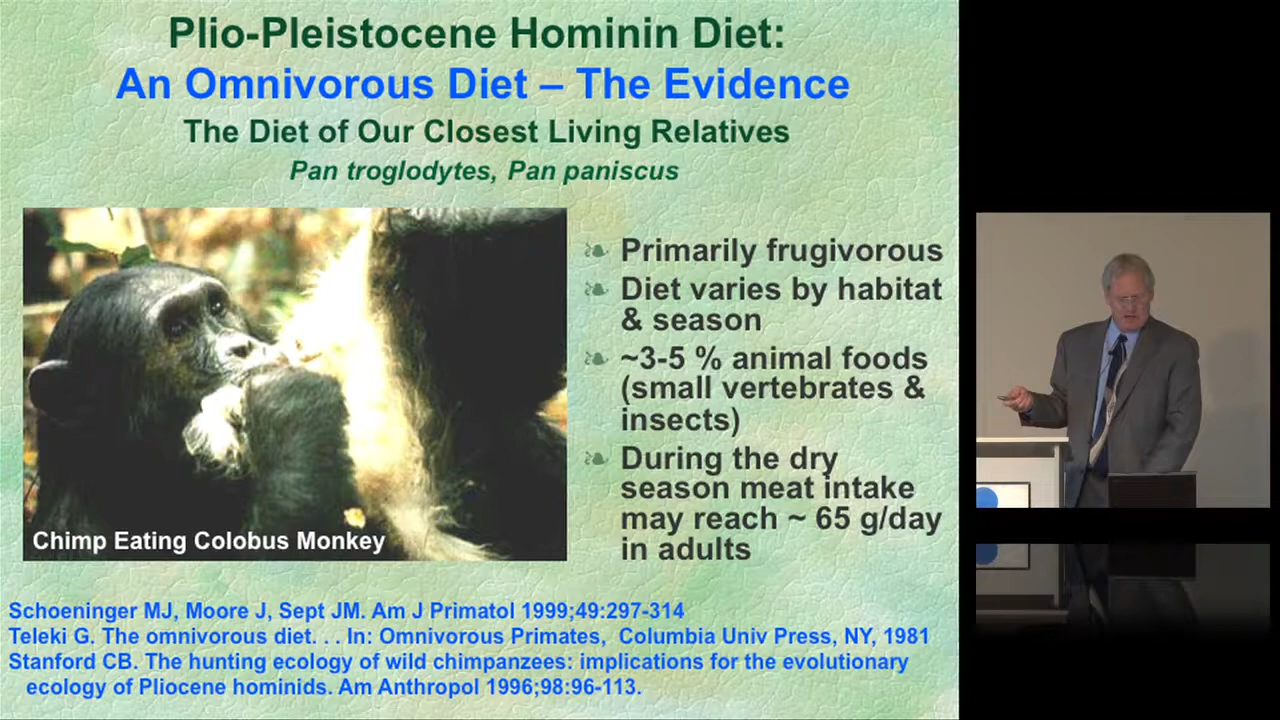 Plio-Pleistocene Hominin Diet:
An Omnivorous Diet – The Evidence
The Diet of Our Closest Living Relatives
Pan troglodytes, Pan paniscus
Primarily frugivorous
Diet varies by habitat
& season
~3-5 % animal foods
(small vertebrates &
insects)
During the dry
season meat intake
may reach ~ 65 g/day
in adults
Chimp Eating Colobus Monkey
Schoeninger MJ, Moore J, Sept JM. Am J Primatol 1999;49:297-314
Teleki G. The omnivorous diet. . . In: Omnivorous Primates, Columbia Univ Press, NY, 1981
Stanford CB. The hunting ecology of wild chimpanzees: implications for the evolutionary
ecology of Pliocene hominids. Am Anthropol 1996;98:96-113.